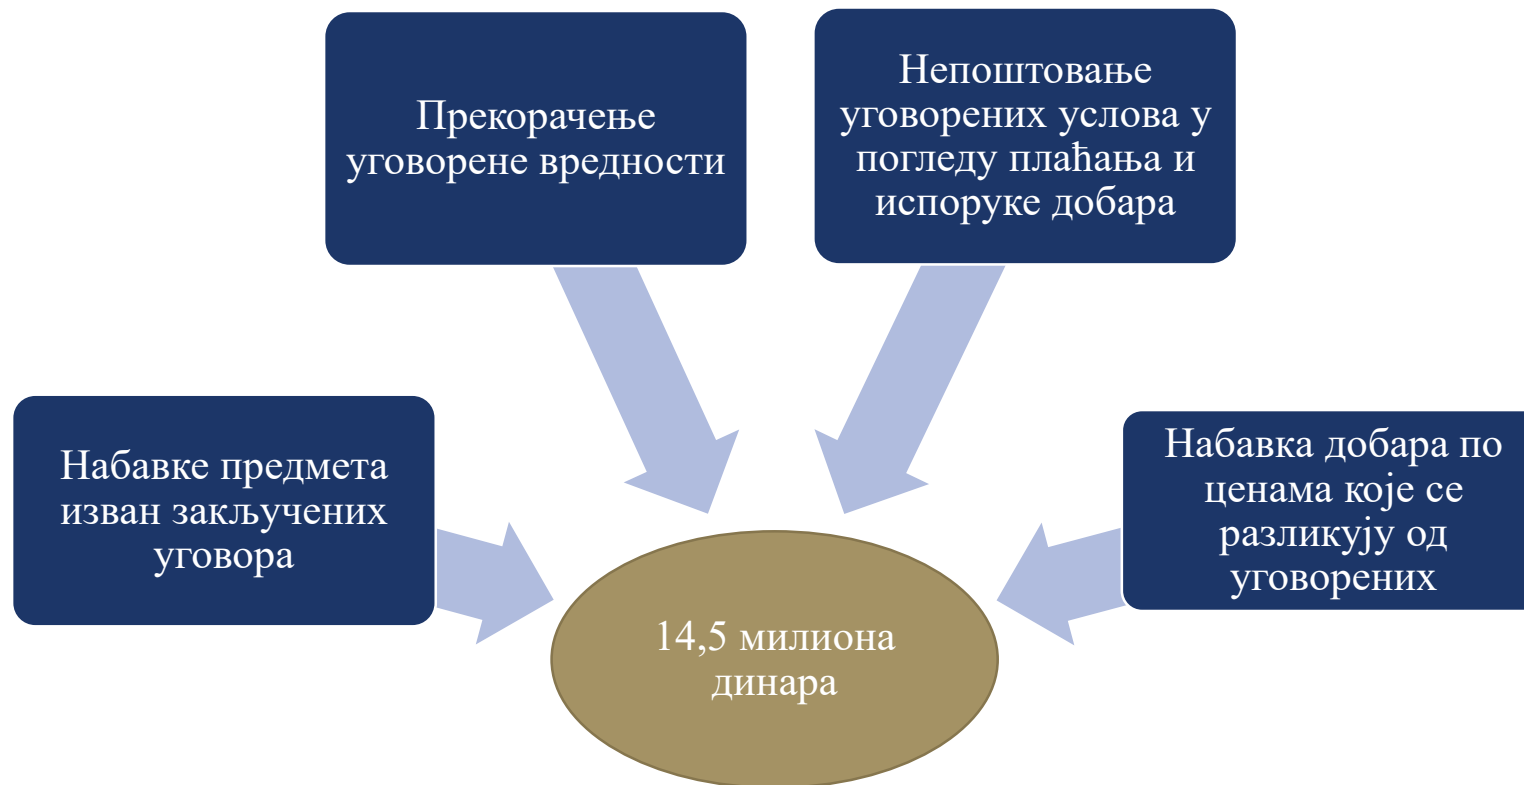 Прекорачење
уговорене вредности
Непоштовање
уговорених услова у
погледу плаћања и
испоруке добара
Набавке предмета
изван закључених
уговора
Набавка добара по
ценама које се
разликују од
уговорених
14,5 милиона
динара